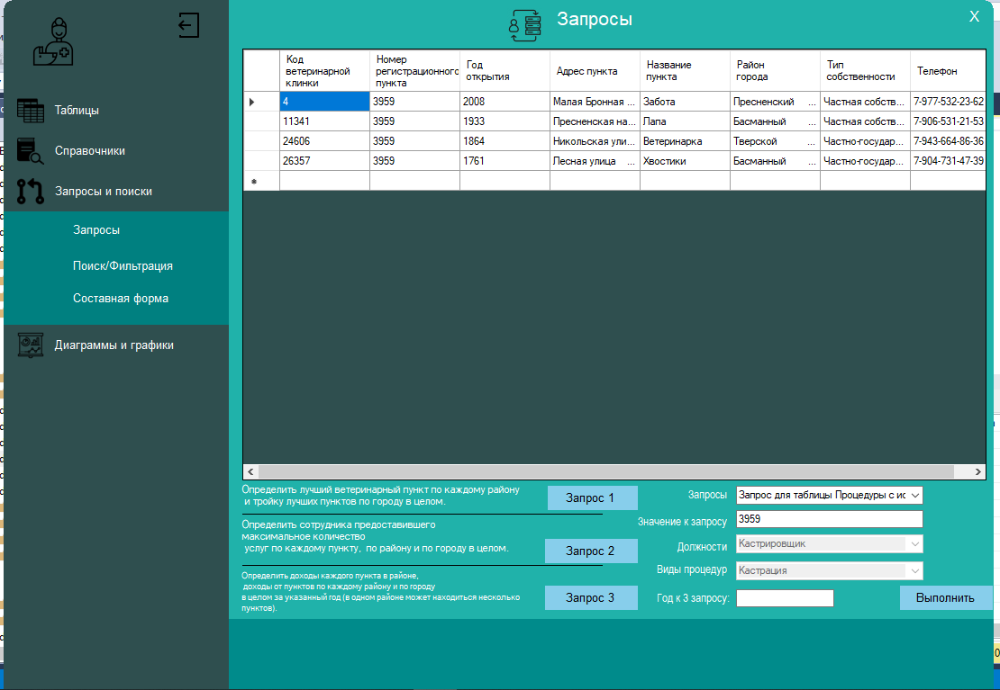 Запросы
X
Таблицы
Справочники
Запросы и поиски
Запросы
Поиск/Фильтрация
Составная форма
Диаграммы и графики
Код ветеринарной клинки Номер регистрационного пункта Год открытия Адрес пункта Название пункта Район города Тип собственности Телефон
4 3959 2008 Малая Бронная ... Забота Пресненский ... Частная собств... 7-977-532-23-62
11341 3959 1933 Пресненская на... Лапа Басманный ... Частная собств... 7-906-531-21-53
24606 3959 1864 Никольская ули... Ветеринарка Тверской ... Частно-государ... 7-943-664-86-36
26357 3959 1761 Лесная улица ... Хвостики Басманный ... Частно-государ... 7-904-731-47-39
Определить лучший ветеринарный пункт по каждому району
и тройку лучших пунктов по городу в целом.
Запрос 1
Определить сотрудника предоставившего
максимальное количество
услуг по каждому пункту, по району и по городу в целом.
Запрос 2
Определить доходы каждого пункта в районе,
доходы от пунктов по каждому району и по городу
в целом за указанный год (в одном районе может находиться несколько
пунктов).
Запрос 3
Запросы Запрос для таблицы Процедуры с ис
Значение к запросу 3959
Должности Кастрировщик
Виды процедур Кастрация
Год к 3 запросу:
Выполнить